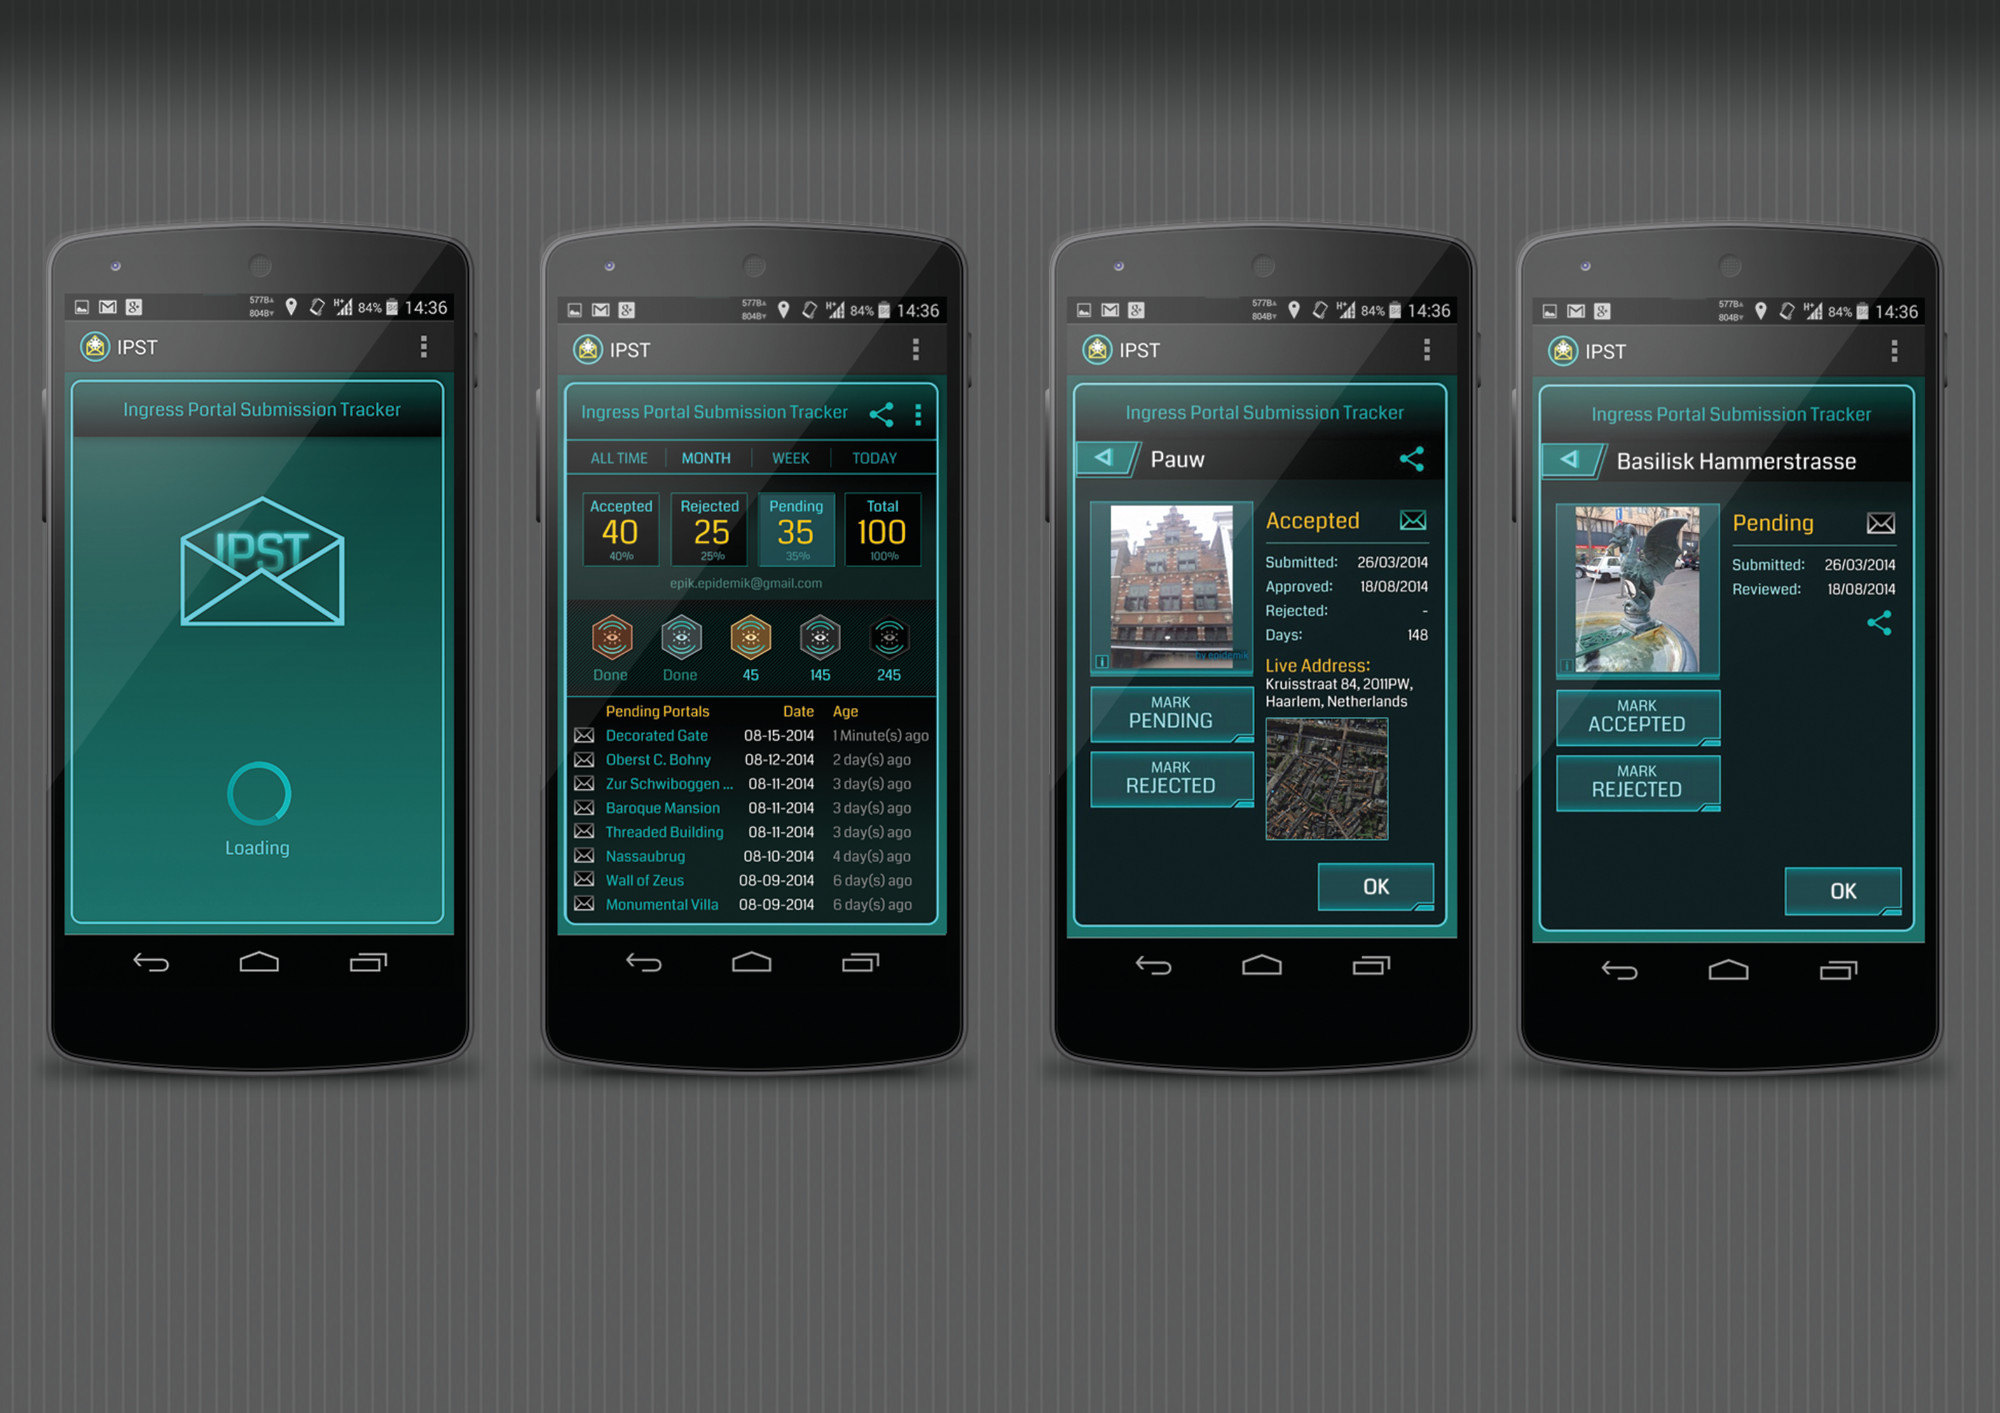 577B▲
804B▼
84%
14:36
IPST
Ingress Portal Submission Tracker
IPST
Loading
577B▲
804B▼
84%
14:36
IPST
Ingress Portal Submission Tracker
ALL TIME MONTH WEEK TODAY
Accepted Rejected Pending Total
40 25 35 100
40% 25% 35% 100%
epik.epidemik@gmail.com
Done Done 45 145 245
Pending Portals Date Age
Decorated Gate 08-15-2014 1 Minute(s) ago
Oberst C. Bohny 08-12-2014 2 day(s) ago
Zur Schwiboggen ... 08-11-2014 3 day(s) ago
Baroque Mansion 08-11-2014 3 day(s) ago
Threaded Building 08-11-2014 3 day(s) ago
Nassaubrug 08-10-2014 4 day(s) ago
Wall of Zeus 08-09-2014 6 day(s) ago
Monumental Villa 08-09-2014 6 day(s) ago
577B▲
804B▼
84%
14:36
IPST
Ingress Portal Submission Tracker
Pauw
Accepted
Submitted: 26/03/2014
Approved: 18/08/2014
Rejected: -
Days: 148
by epidemik
Live Address:
Kruisstraat 84, 2011PW,
Haarlem, Netherlands
MARK
PENDING
MARK
REJECTED
OK
577B▲
804B▼
84%
14:36
IPST
Ingress Portal Submission Tracker
Basilisk Hammerstrasse
Pending
Submitted: 26/03/2014
Reviewed: 18/08/2014
MARK
ACCEPTED
MARK
REJECTED
OK